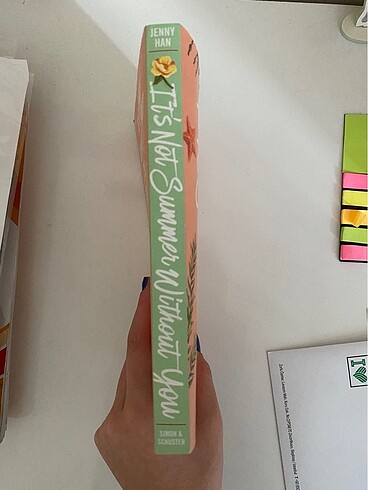 JENNY
HAN
It's Not Summer Without You
SIMON &
SCHUSTER
I